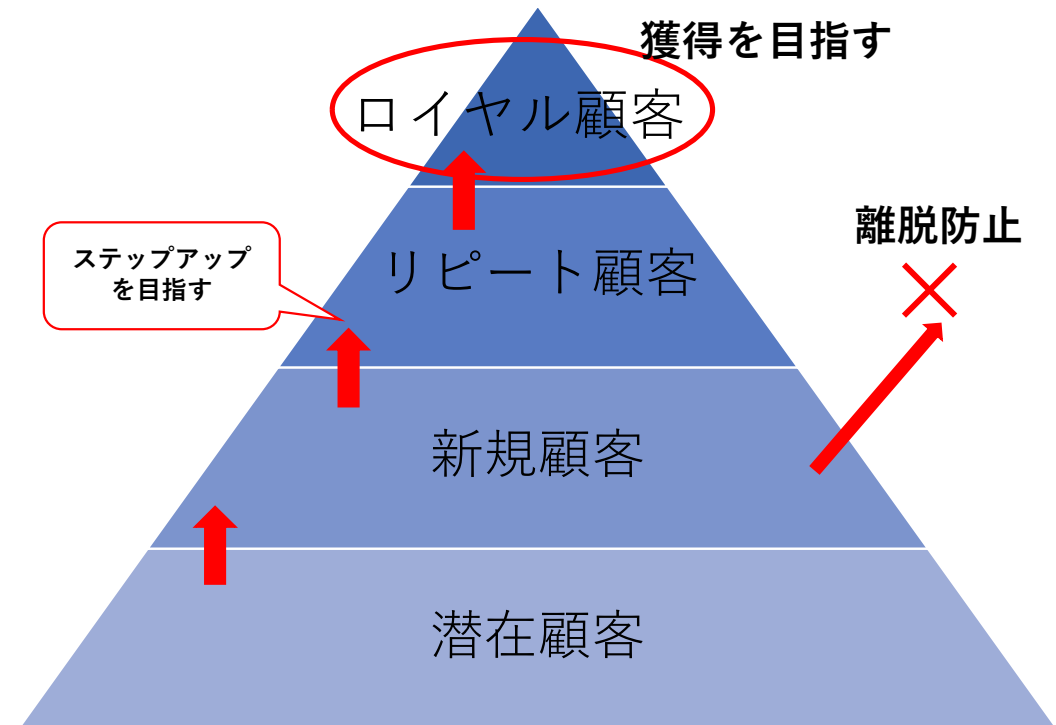 獲得を目指す
ロイヤル顧客
離脱防止
ステップアップ
を目指す
リピート顧客
新規顧客
潜在顧客